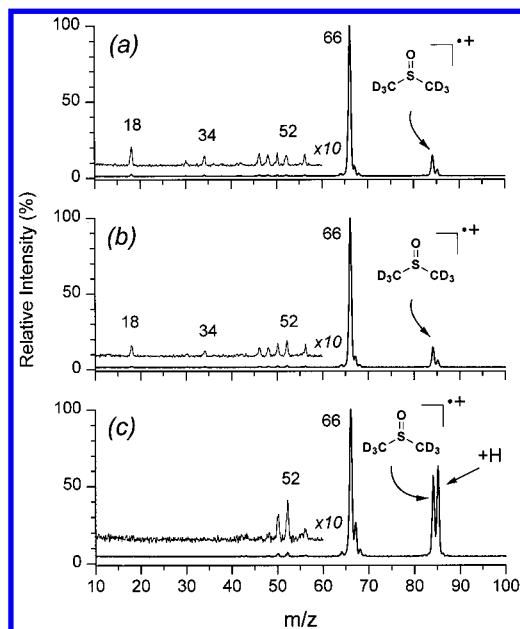 Relative Intensity (%)
(a)
100
50
0
18
34
52
x10
66
O
S
D3C
CD3
•+
(b)
100
50
0
18
34
52
x10
66
O
S
D3C
CD3
•+
(c)
100
50
0
52
x10
66
O
S
D3C
CD3
•+
+H
10 20 30 40 50 60 70 80 90 100
m/z